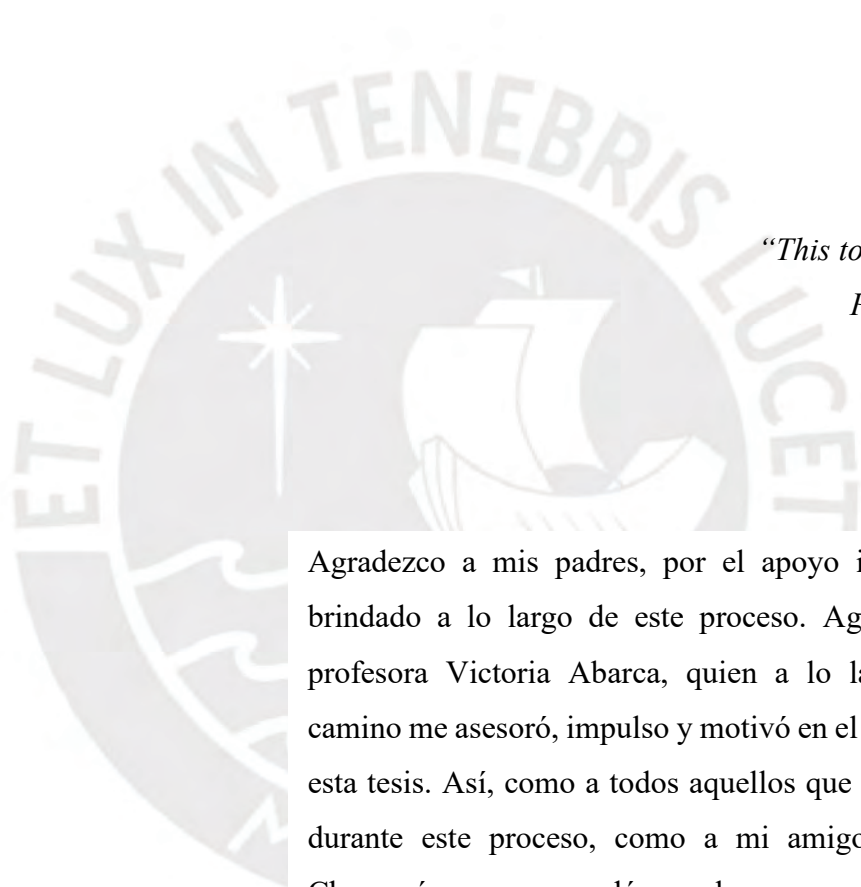 ET LUX IN TENEBRIS LUCET
“This to
Agradezco a mis padres, por el apoyo i
brindado a lo largo de este proceso. Ag
profesora Victoria Abarca, quien a lo la
camino me asesoró, impulso y motivó en el
esta tesis. Así, como a todos aquellos que
durante este proceso, como a mi amigo